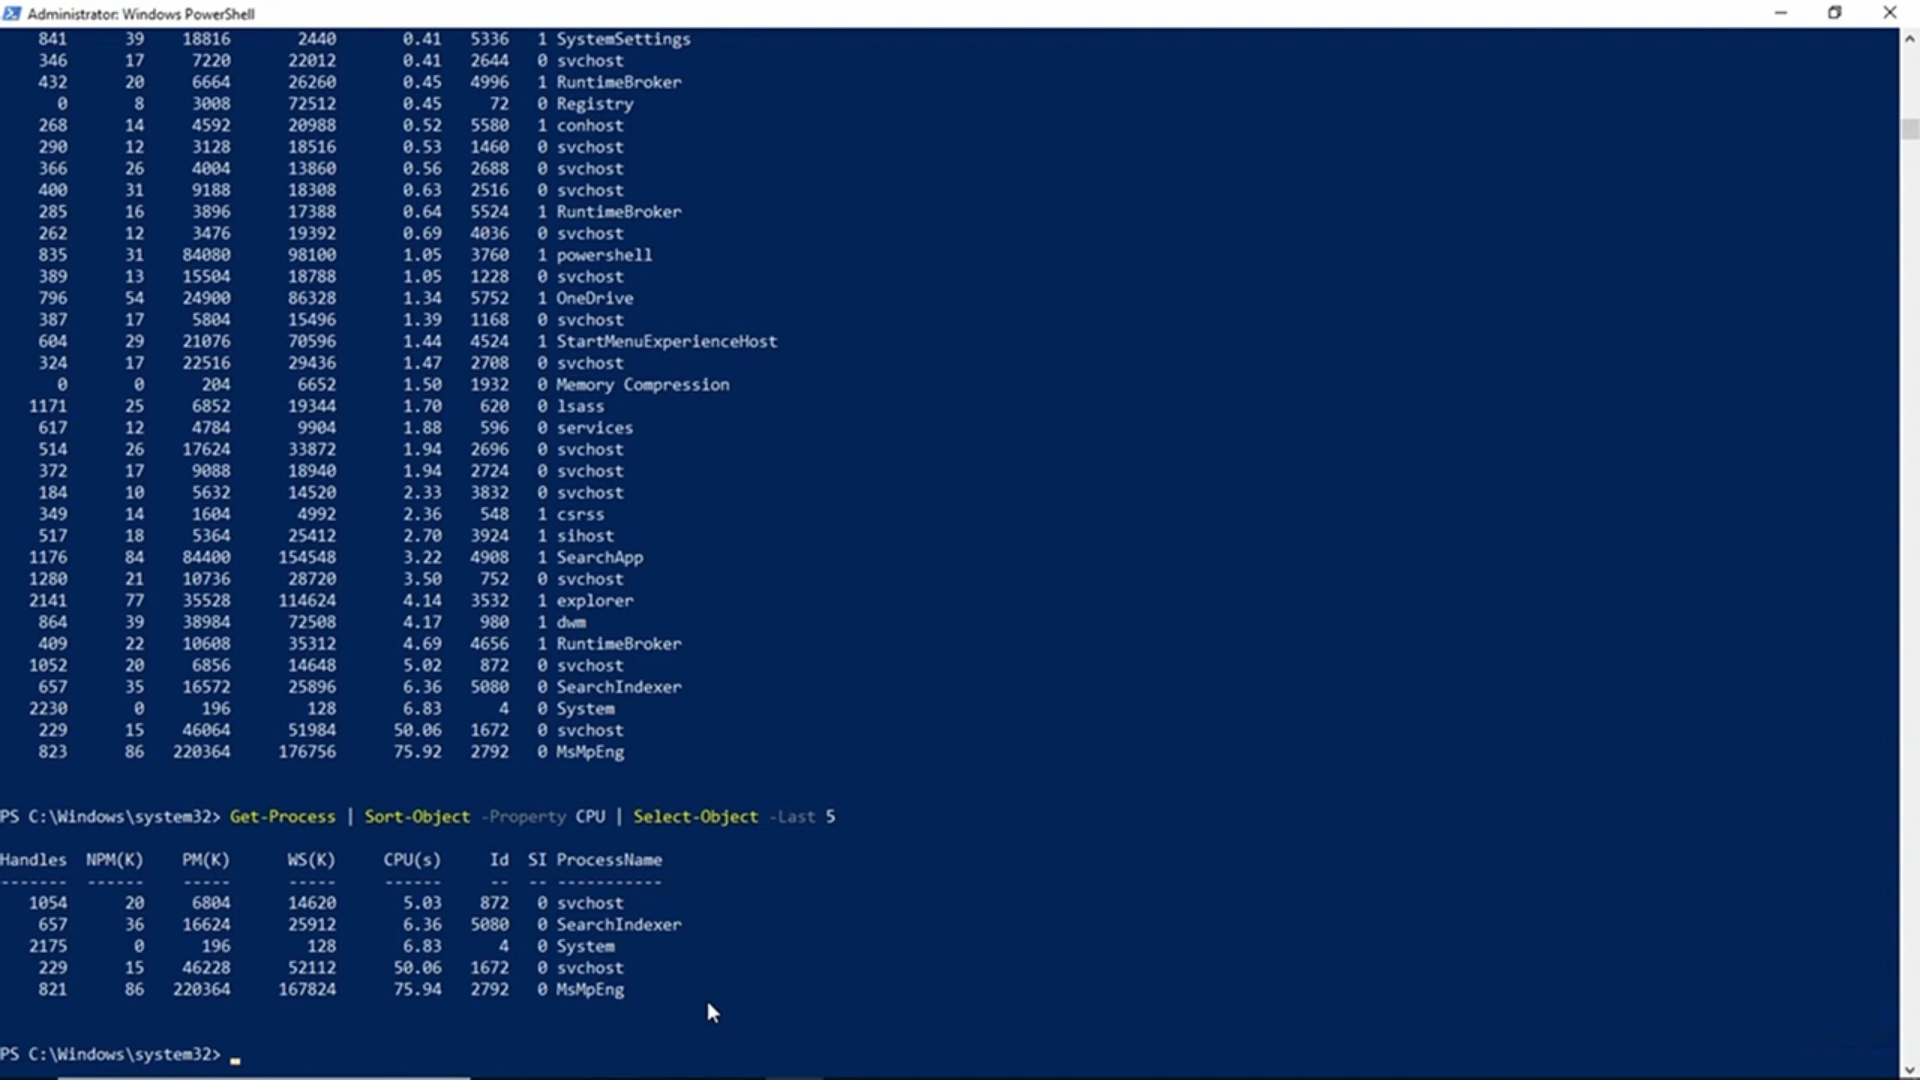 Administrator: Windows PowerShell
841 39 18816 2440 0.41 5336 1 SystemSettings
346 17 7220 22012 0.41 2644 0 svchost
432 20 6664 26260 0.45 4996 1 RuntimeBroker
0 8 3008 72512 0.45 72 0 Registry
268 14 4592 20988 0.52 5580 1 conhost
290 12 3128 18516 0.53 1460 0 svchost
366 26 4004 13860 0.56 2688 0 svchost
400 31 9188 18308 0.63 2516 0 svchost
285 16 3896 17388 0.64 5524 1 RuntimeBroker
262 12 3476 19392 0.69 4036 0 svchost
835 31 84080 98100 1.05 3760 1 powershell
389 13 15504 18788 1.05 1228 0 svchost
796 54 24900 86328 1.34 5752 1 OneDrive
387 17 5804 15496 1.39 1168 0 svchost
604 29 21076 70596 1.44 4524 1 StartMenuExperienceHost
324 17 22516 29436 1.47 2708 0 svchost
0 0 204 6652 1.50 1932 0 Memory Compression
1171 25 6852 19344 1.70 620 0 lsass
617 12 4784 9904 1.88 596 0 services
514 26 17624 33872 1.94 2696 0 svchost
372 17 9088 18940 1.94 2724 0 svchost
184 10 5632 14520 2.33 3832 0 svchost
349 14 1604 4992 2.36 548 1 csrss
517 18 5364 25412 2.70 3924 1 sihost
1176 84 84400 154548 3.22 4908 1 SearchApp
1280 21 10736 28720 3.50 752 0 svchost
2141 77 35528 114624 4.14 3532 1 explorer
864 39 38984 72508 4.17 980 1 dwm
409 22 10608 35312 4.69 4656 1 RuntimeBroker
1052 20 6856 14648 5.02 872 0 svchost
657 35 16572 25896 6.36 5080 0 SearchIndexer
2230 0 196 128 6.83 4 0 System
229 15 46064 51984 50.06 1672 0 svchost
823 86 220364 176756 75.92 2792 0 MsMpEng
PS C:\Windows\system32> Get-Process | Sort-Object -Property CPU | Select-Object -Last 5
Handles NPM(K) PM(K) WS(K) CPU(s) Id SI ProcessName
------- ------ ----- ----- ------ -- -- -----------
1054 20 6804 14620 5.03 872 0 svchost
657 36 16624 25912 6.36 5080 0 SearchIndexer
2175 0 196 128 6.83 4 0 System
229 15 46228 52112 50.06 1672 0 svchost
821 86 220364 167824 75.94 2792 0 MsMpEng
PS C:\Windows\system32>